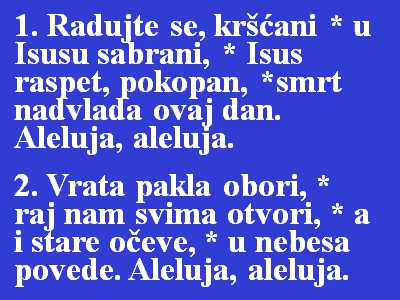 1. Radujte se, kršćani * u
Isusu sabrani, * Isus
raspet, pokopan, *smrt
nadvlada ovaj dan.
Aleluja, aleluja.
2. Vrata pakla obori, *
raj nam svima otvori, * a
i stare očeve, * u nebesa
povede. Aleluja, aleluja.